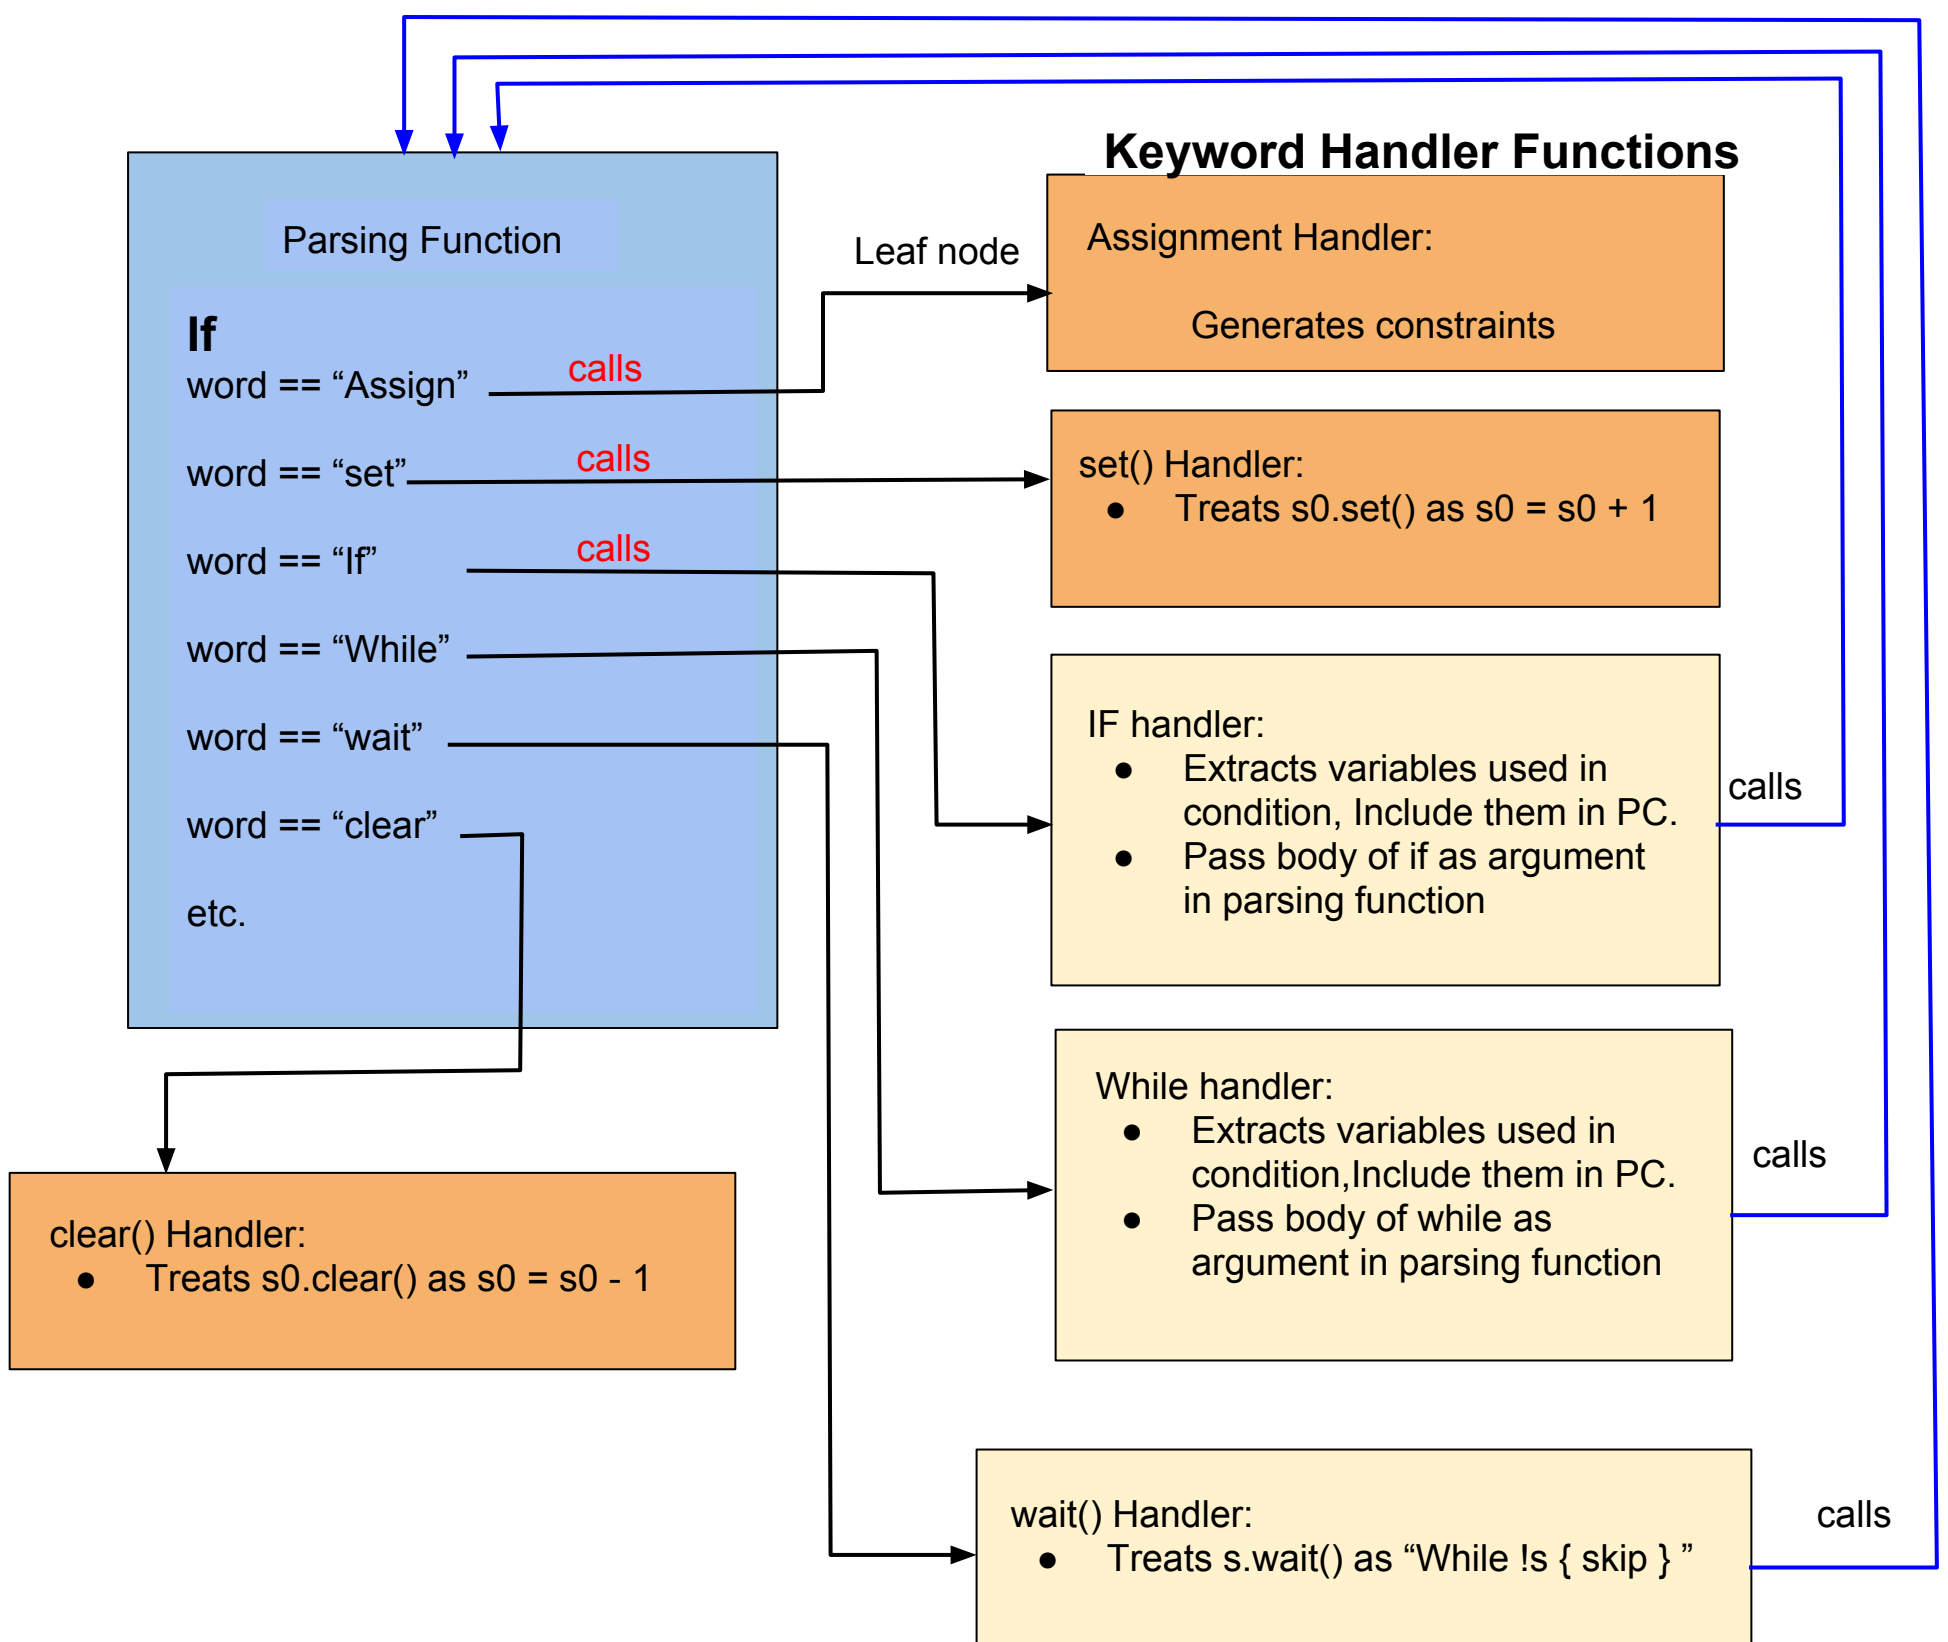 Keyword Handler Functions
Parsing Function
If
word == “Assign”
calls
word == “set”
calls
word == “If”
calls
word == “While”
word == “wait”
word == “clear”
etc.
Leaf node
Assignment Handler:
Generates constraints
set() Handler:
● Treats s0.set() as s0 = s0 + 1
IF handler:
● Extracts variables used in
condition, Include them in PC.
● Pass body of if as argument
in parsing function
calls
While handler:
● Extracts variables used in
condition,Include them in PC.
● Pass body of while as
argument in parsing function
calls
clear() Handler:
● Treats s0.clear() as s0 = s0 - 1
wait() Handler:
● Treats s.wait() as “While !s { skip } ”
calls